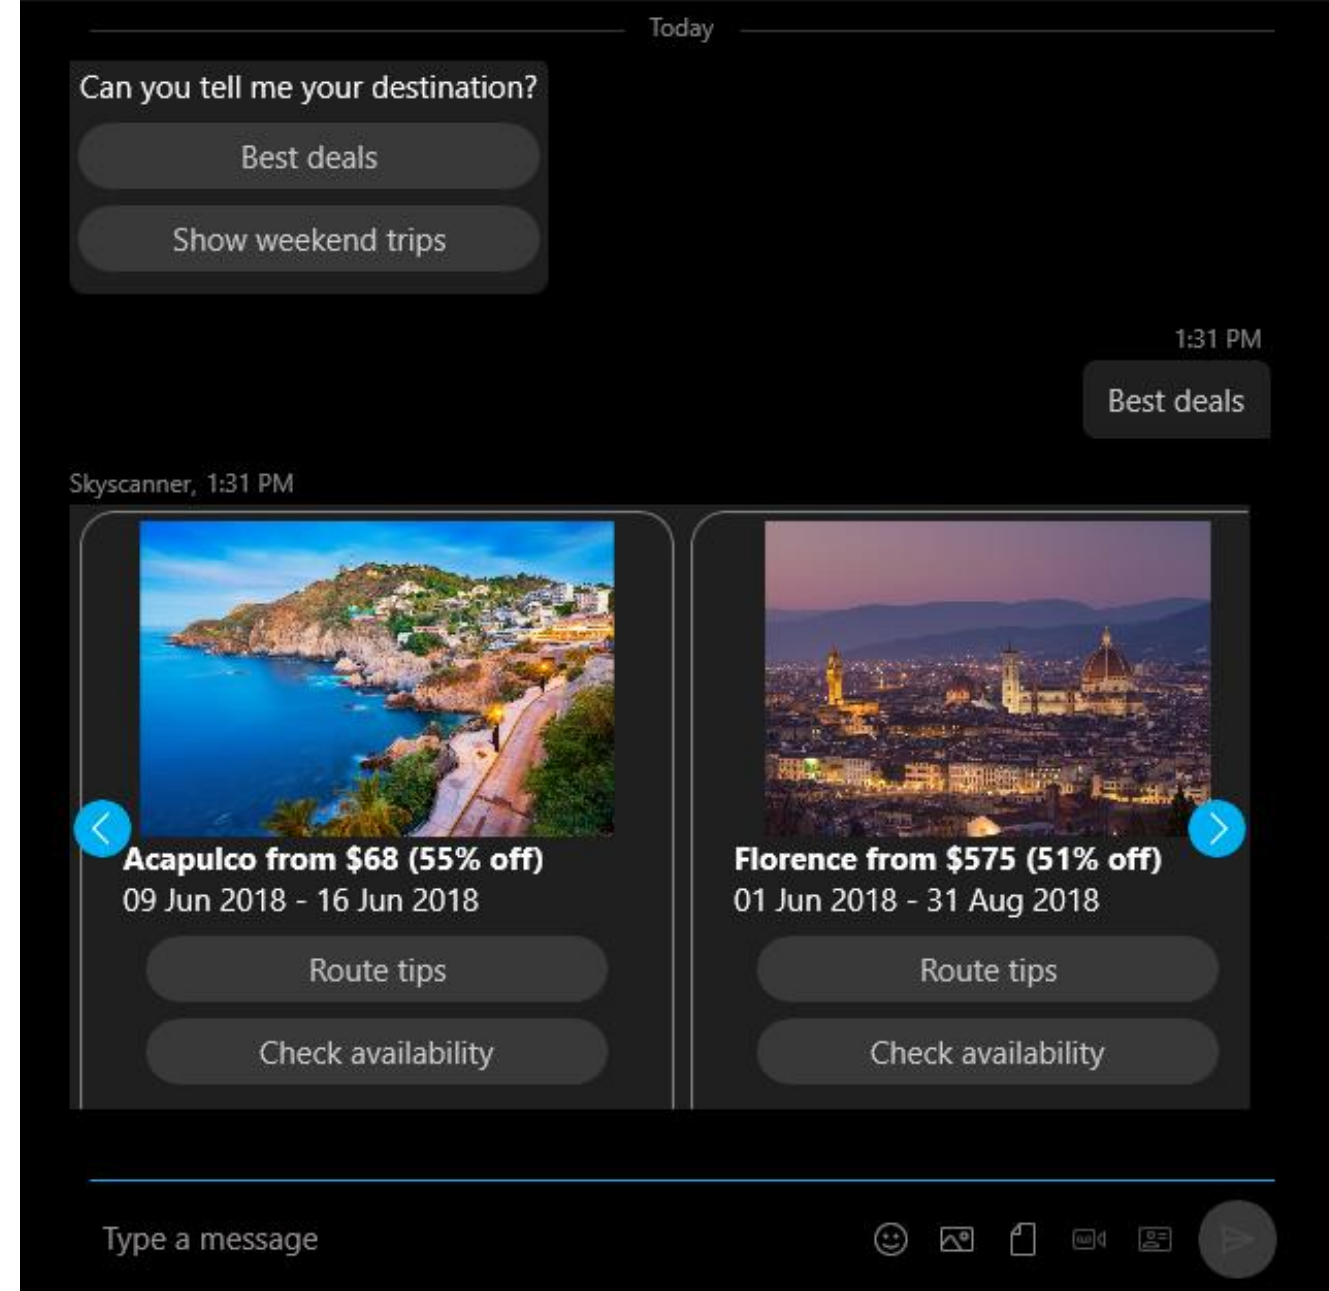 Today
Can you tell me your destination?
Best deals
Show weekend trips
1:31 PM
Best deals
Skyscanner, 1:31 PM
Acapulco from $68 (55% off)
09 Jun 2018 - 16 Jun 2018
Route tips
Check availability
Florence from $575 (51% off)
01 Jun 2018 - 31 Aug 2018
Route tips
Check availability
Type a message